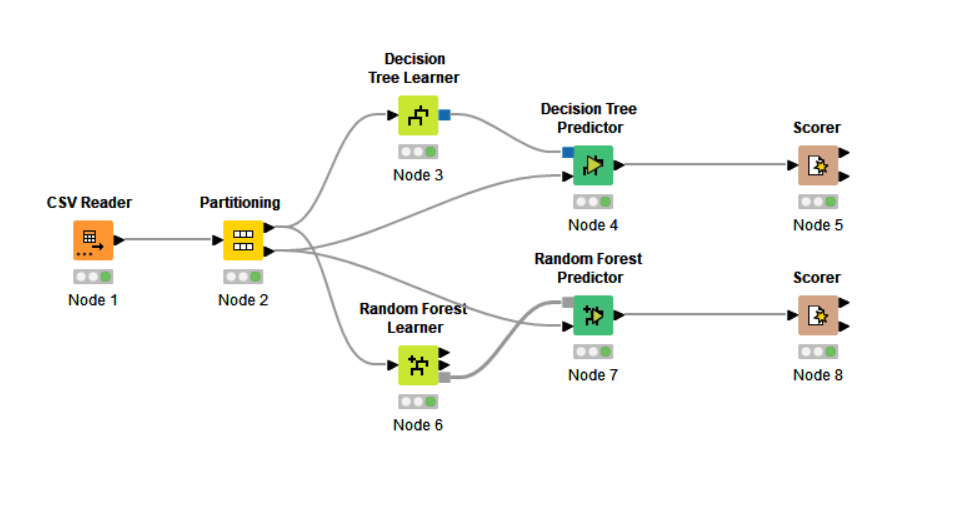 Decision
Tree Learner
Node 3
Decision Tree
Predictor
Node 4
Scorer
Node 5
CSV Reader
Node 1
Partitioning
Node 2
Random Forest
Learner
Node 6
Random Forest
Predictor
Node 7
Scorer
Node 8